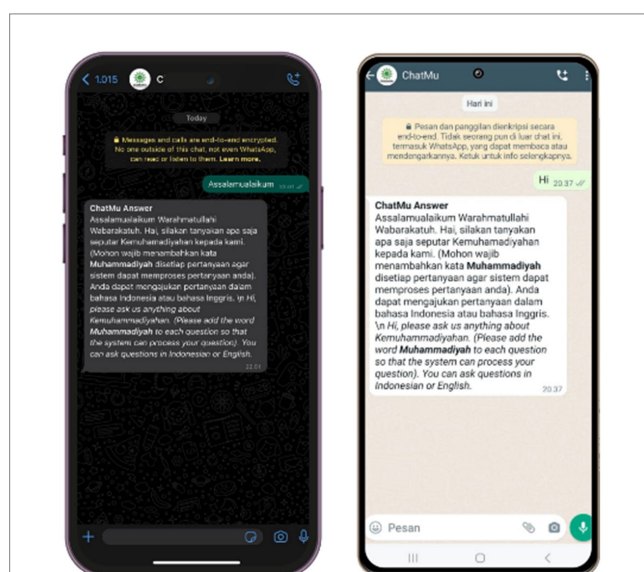 1.015
C
Today
Messages and calls are end-to-end encrypted.
No one outside of this chat, not even WhatsApp,
can read or listen to them. Learn more.
Assalamualaikum
ChatMu Answer
Assalamualaikum Warahmatullahi
Wabarakatuh. Hai, silakan tanyakan apa saja
seputar Kemuhamadiyahan kepada kami.
(Mohon wajib menambahkan kata
Muhammadiyah disetiap pertanyaan agar
sistem dapat memproses pertanyaan anda).
Anda dapat mengajukan pertanyaan dalam
bahasa Indonesia atau bahasa Inggris. \n Hi,
please ask us anything about
Kemuhammadiyahan. (Please add the word
Muhammadiyah to each question so that
the system can process your question). You
can ask questions in Indonesian or English.
ChatMu
Hari ini
Pesan dan panggilan dienkripsi secara
end-to-end. Tidak seorang pun di luar chat ini,
termasuk WhatsApp, yang dapat membaca atau
mendengarkannya. Ketuk untuk info selengkapnya.
Hi 20.37
ChatMu Answer
Assalamualaikum Warahmatullahi
Wabarakatuh. Hai, silakan tanyakan apa saja
seputar Kemuhamadiyahan
kepada kami. (Mohon wajib
menambahkan kata Muhammadiyah
disetiap pertanyaan agar sistem dapat
memproses pertanyaan anda). Anda
dapat mengajukan pertanyaan dalam
bahasa Indonesia atau bahasa Inggris.
\n Hi, please ask us anything about
Kemuhammadiyahan. (Please add the
word Muhammadiyah to each question
so that the system can process your
question). You can ask questions in
Indonesian or English.
20.37
Pesan